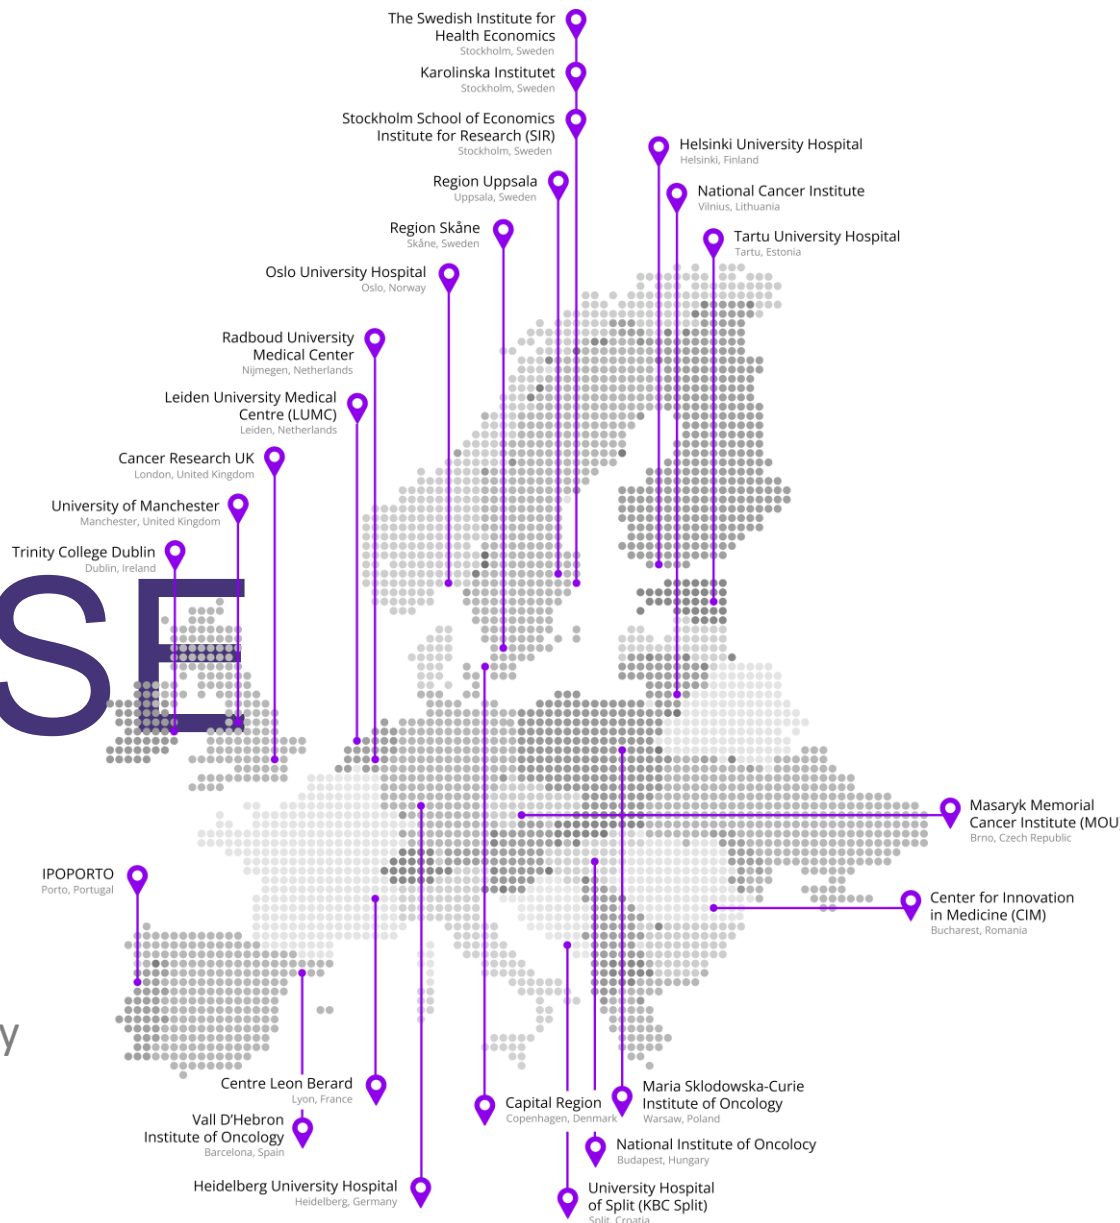 The Swedish Institute for
Health Economics
Stockholm, Sweden
Karolinska Institutet
Stockholm, Sweden
Stockholm School of Economics
Institute for Research (SIR)
Stockholm, Sweden
Helsinki University Hospital
Helsinki, Finland
Region Uppsala
Uppsala, Sweden
National Cancer Institute
Vilnius, Lithuania
Region Skåne
Skåne, Sweden
Tartu University Hospital
Tartu, Estonia
Oslo University Hospital
Oslo, Norway
Radboud University
Medical Center
Nijmegen, Netherlands
Leiden University Medical
Centre (LUMC)
Leiden, Netherlands
Cancer Research UK
London, United Kingdom
University of Manchester
Manchester, United Kingdom
Trinity College Dublin
Dublin, Ireland
SE
Masaryk Memorial
Cancer Institute (MOU
Brno, Czech Republic
IPOPORTO
Porto, Portugal
Center for Innovation
in Medicine (CIM)
Bucharest, Romania
y
Centre Leon Berard
Lyon, France
Maria Sklodowska-Curie
Institute of Oncology
Warsaw, Poland
Capital Region
Copenhagen, Denmark
Vall D'Hebron
Institute of Oncology
Barcelona, Spain
National Institute of Oncolocy
Budapest, Hungary
Heidelberg University Hospital
Heidelberg, Germany
University Hospital
of Split (KBC Split)
Split, Croatia